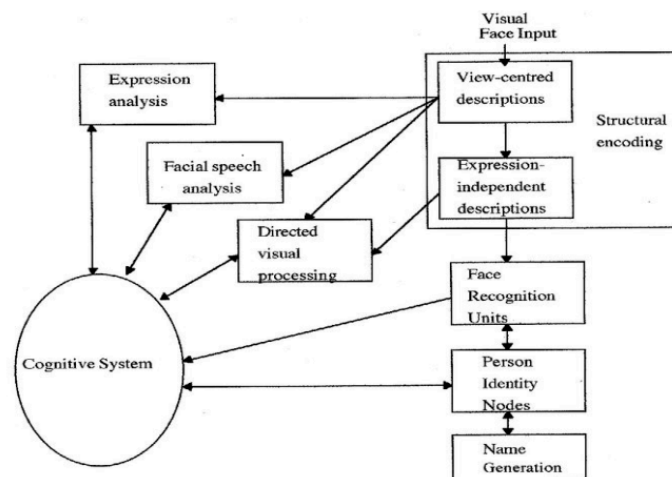 Visual
Face Input
Expression
analysis
View-centred
descriptions
Structural
encoding
Facial speech
analysis
Expression-
independent
descriptions
Directed
visual
processing
Face
Recognition
Units
Cognitive System
Person
Identity
Nodes
Name
Generation